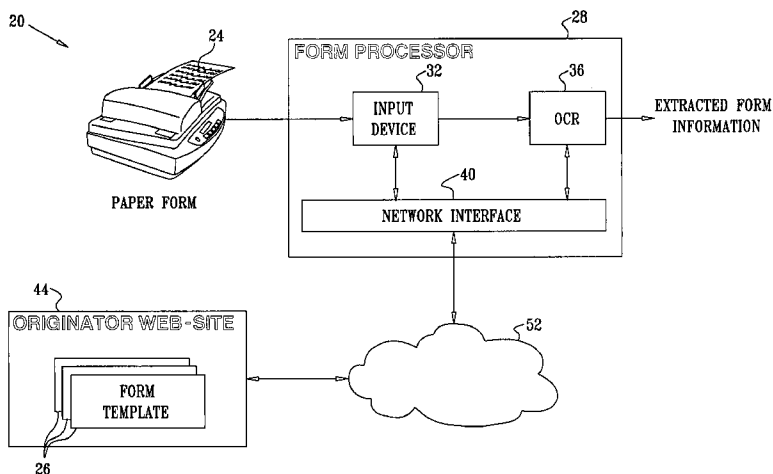 20
24
PAPER FORM
28
FORM PROCESSOR
32
INPUT
DEVICE
36
OCR
EXTRACTED FORM
INFORMATION
40
NETWORK INTERFACE
44
ORIGINATOR WEB-SITE
FORM
TEMPLATE
26
52